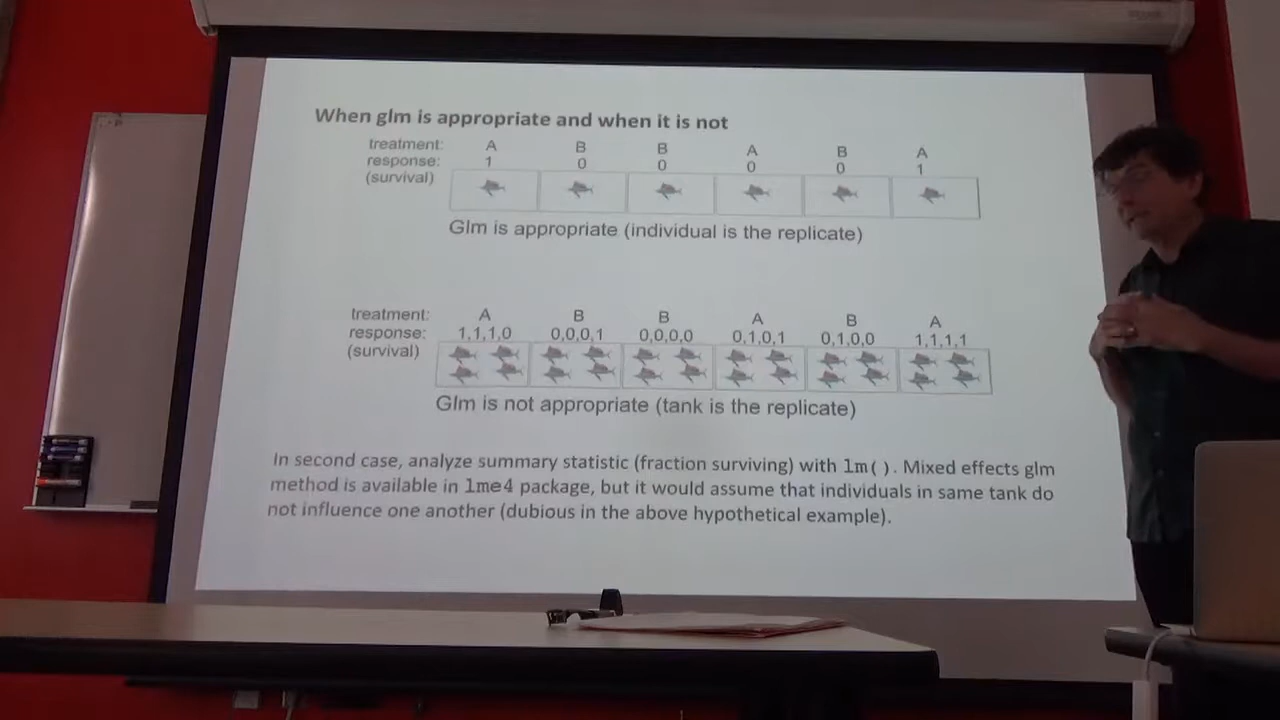 When glm is appropriate and when it is not
treatment: A B B A B A
response: 1 0 0 0 0 1
(survival)
Glm is appropriate (individual is the replicate)
treatment: A B B A B A
response: 1,1,1,0 0,0,0,1 0,0,0,0 0,1,0,1 0,1,0,0 1,1,1,1
(survival)
Glm is not appropriate (tank is the replicate)
In second case, analyze summary statistic (fraction surviving) with lm(). Mixed effects glm
method is available in lme4 package, but it would assume that individuals in same tank do
not influence one another (dubious in the above hypothetical example).